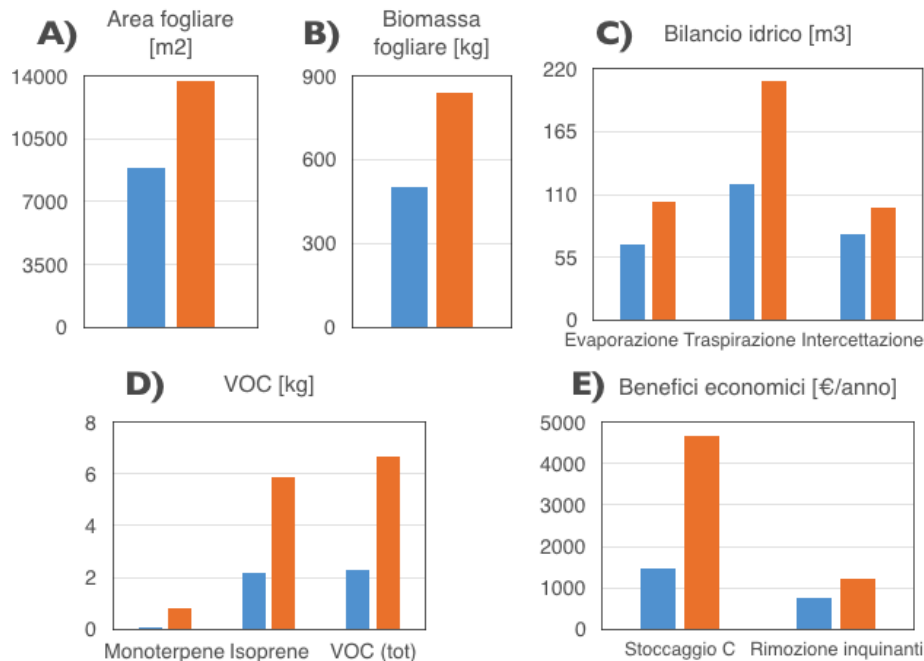 A)
Area fogliare
[m2]
14000
10500
7000
3500
0
B)
Biomassa
fogliare [kg]
900
600
300
0
C)
Bilancio idrico [m3]
220
165
110
55
0
Evaporazione Traspirazione Intercettazione
D)
VOC [kg]
8
6
4
2
0
Monoterpene Isoprene VOC (tot)
E)
Benefici economici [€/anno]
5000
4000
3000
2000
1000
0
Stoccaggio C Rimozione inquinanti